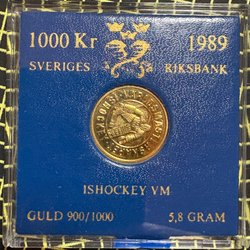 1000 Kr 1989
SVERIGES RIKSBANK
ISHOCKEY VM
GULD 900/1000 5,8 GRAM